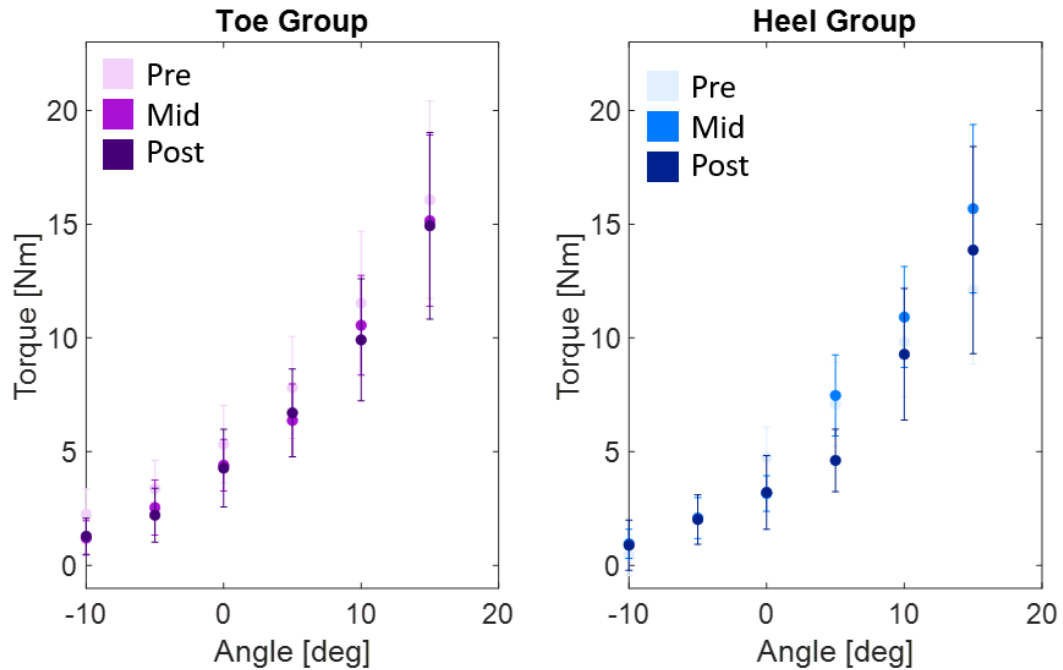 Toe Group
Pre
Mid
Post
20
15
10
5
0
Torque [Nm]
-10
0
10
20
Angle [deg]
Heel Group
Pre
Mid
Post
20
15
10
5
0
Torque [Nm]
-10
0
10
20
Angle [deg]